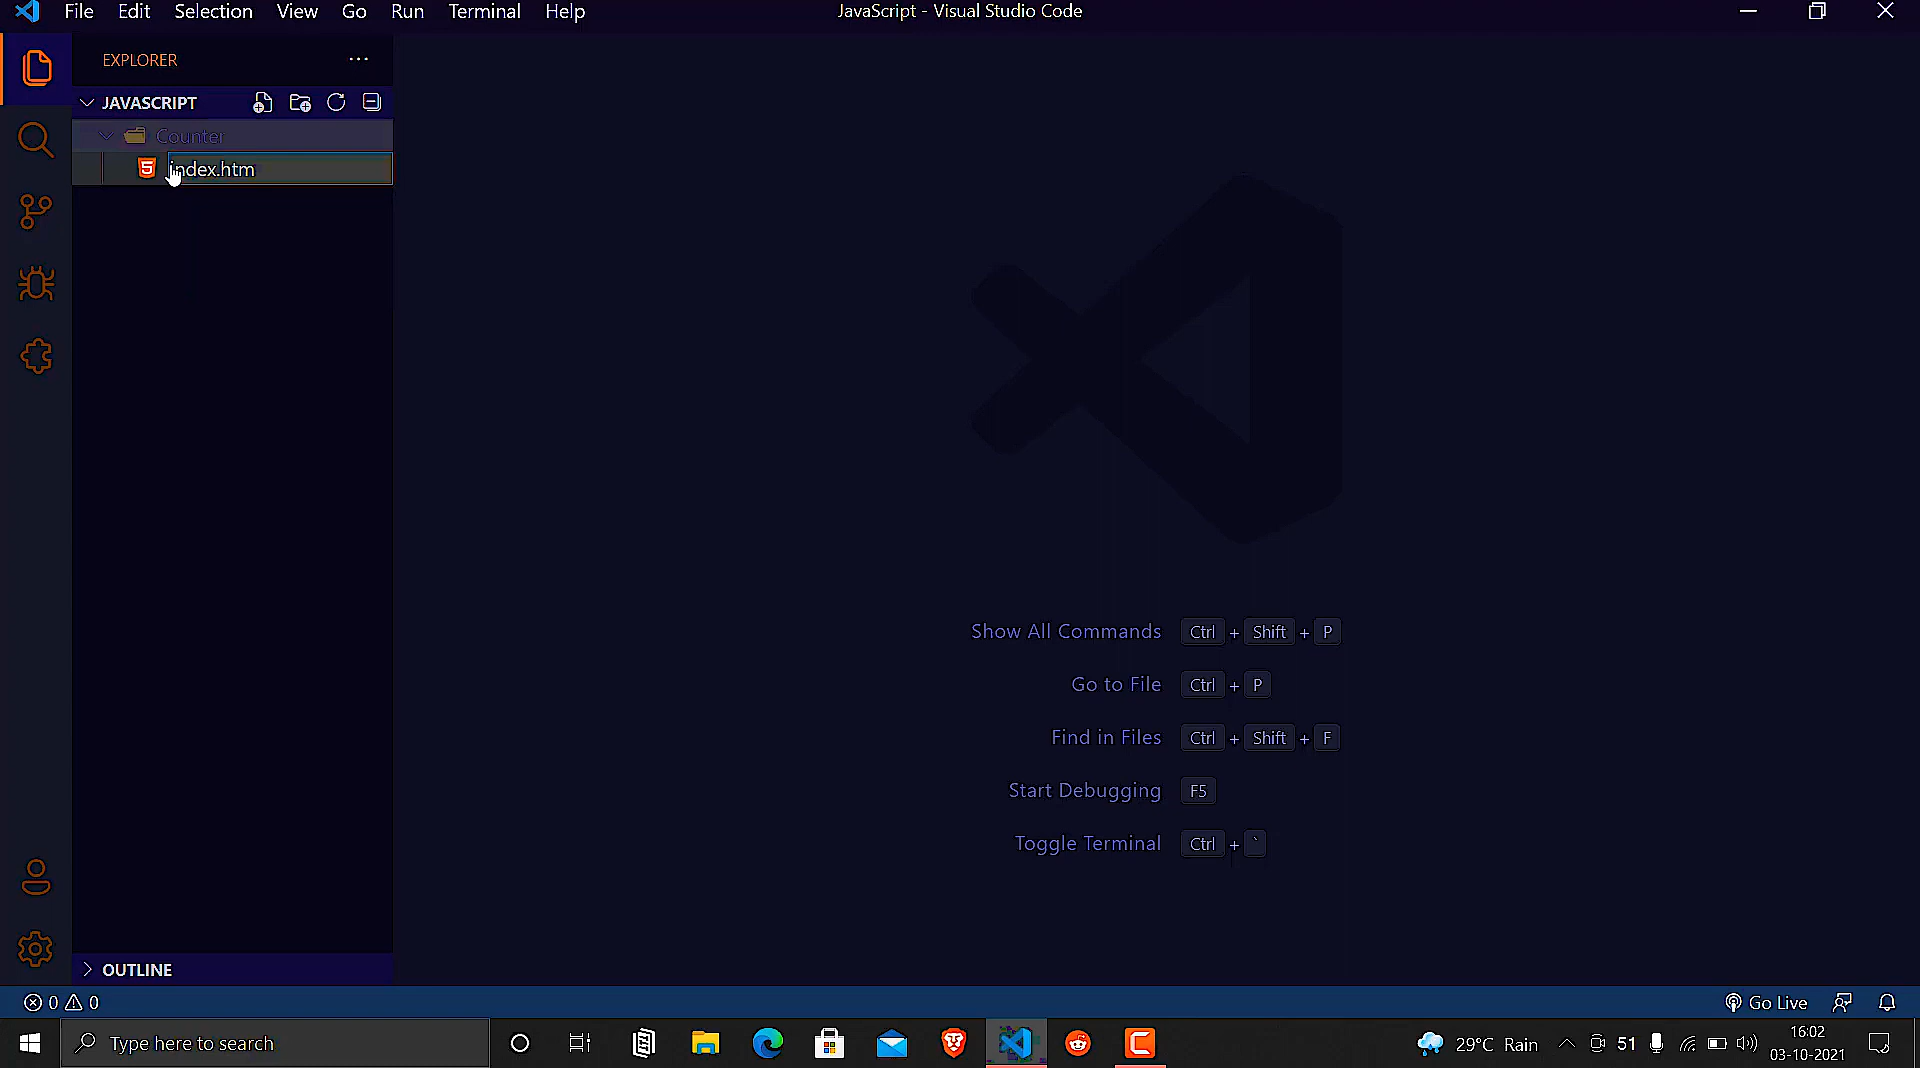 File Edit Selection View Go Run Terminal Help
JavaScript - Visual Studio Code
EXPLORER
JAVASCRIPT
Counter
index.htm
Show All Commands Ctrl + Shift + P
Go to File Ctrl + P
Find in Files Ctrl + Shift + F
Start Debugging F5
Toggle Terminal Ctrl + `
OUTLINE
0 0
Go Live
Type here to search
29°C Rain
51
16:02
03-10-2021